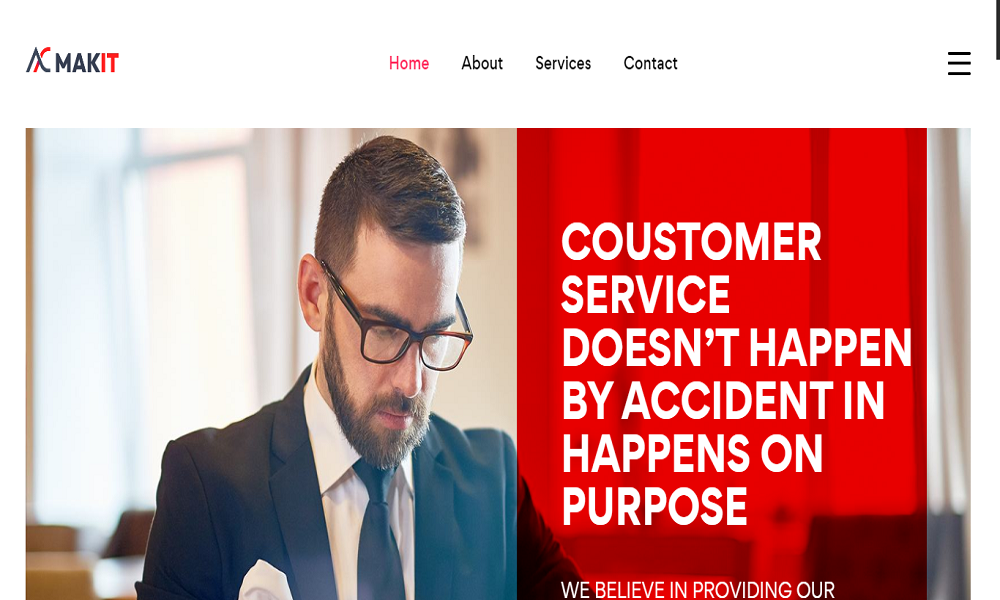 AC MAKIT
Home About Services Contact
COUSTOMER
SERVICE
DOESN’T HAPPEN
BY ACCIDENT IN
HAPPENS ON
PURPOSE
WE BELIEVE IN PROVIDING OUR